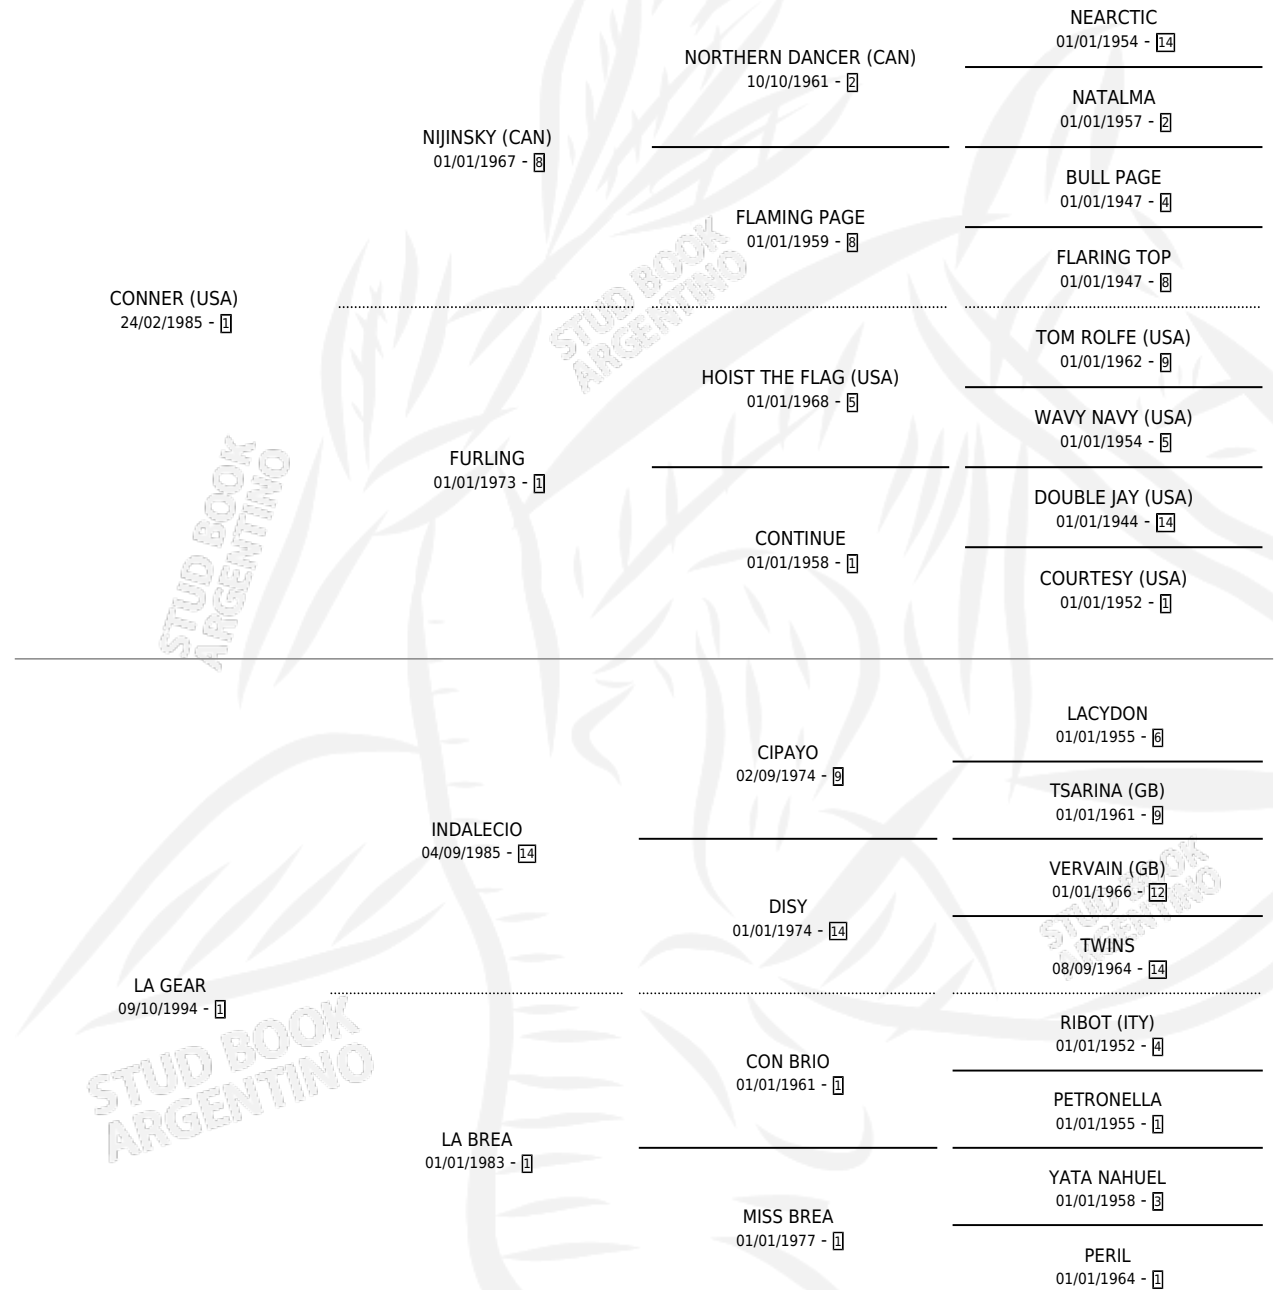 NEARCTIC
01/01/1954 - 14
NORTHERN DANCER (CAN)
10/10/1961 - 2
NATALMA
01/01/1957 - 2
NIJINSKY (CAN)
01/01/1967 - 8
BULL PAGE
01/01/1947 - 4
FLAMING PAGE
01/01/1959 - 8
FLARING TOP
01/01/1947 - 8
CONNER (USA)
24/02/1985 - 1
TOM ROLFE (USA)
01/01/1962 - 9
HOIST THE FLAG (USA)
01/01/1968 - 5
WAVY NAVY (USA)
01/01/1954 - 5
FURLING
01/01/1973 - 1
DOUBLE JAY (USA)
01/01/1944 - 14
CONTINUE
01/01/1958 - 1
COURTESY (USA)
01/01/1952 - 1
LACYDON
01/01/1955 - 6
CIPAYO
02/09/1974 - 9
TSARINA (GB)
01/01/1961 - 9
INDALECIO
04/09/1985 - 14
VERVAIN (GB)
01/01/1966 - 12
DISY
01/01/1974 - 14
TWINS
08/09/1964 - 14
LA GEAR
09/10/1994 - 1
RIBOT (ITY)
01/01/1952 - 4
CON BRIO
01/01/1961 - 1
PETRONELLA
01/01/1955 - 1
LA BREA
01/01/1983 - 1
YATA NAHUEL
01/01/1958 - 3
MISS BREA
01/01/1977 - 1
PERIL
01/01/1964 - 1
STUD BOOK
ARGENTINO
STUD BOOK
ARGENTINO
STUD BOOK
ARGENTINO
STUD BOOK
ARGENTINO